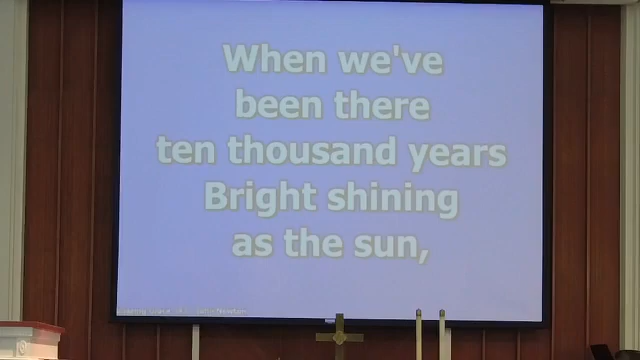 When we've
been there
ten thousand years
Bright shining
as the sun,